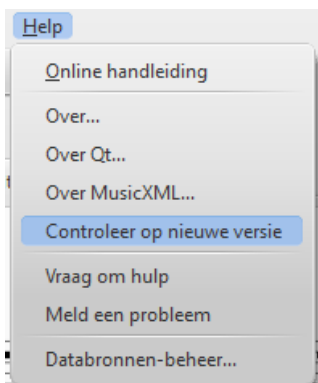 Help
Online handleiding
Over...
Over Qt...
Over MusicXML...
Controleer op nieuwe versie
Vraag om hulp
Meld een probleem
Databronnen-beheer...